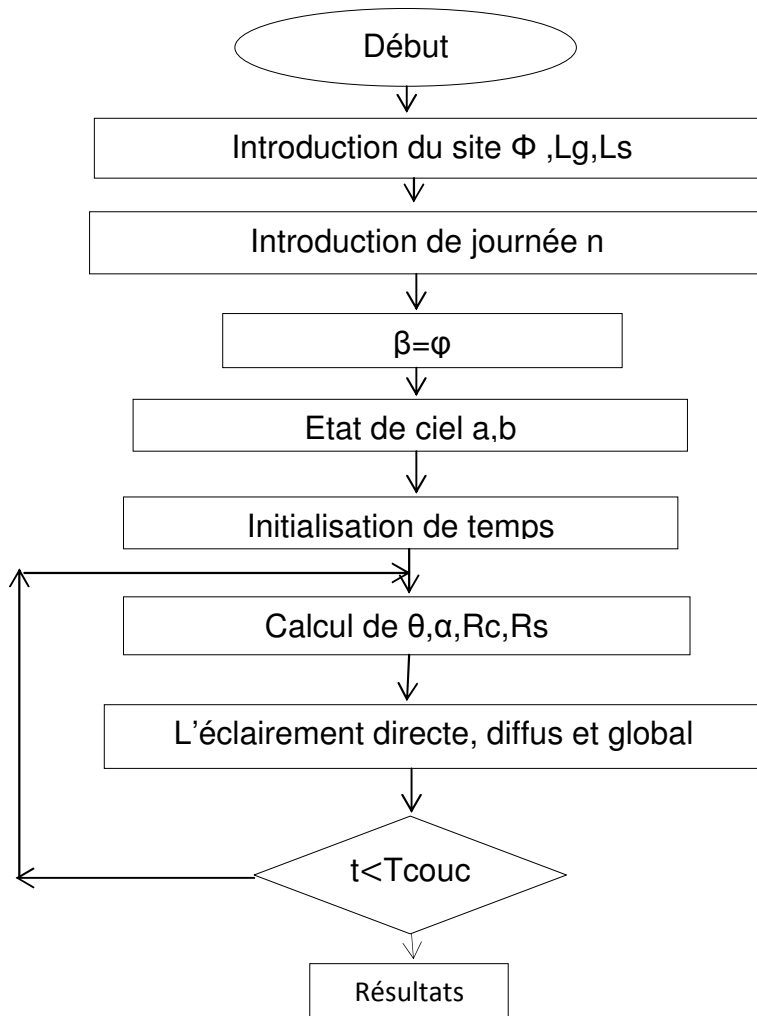 Début
Introduction du site Φ ,Lg,Ls
Introduction de journée n
β=φ
Etat de ciel a,b
Initialisation de temps
Calcul de θ,α,Rc,Rs
L'éclairement directe, diffus et global
t<Tcouc
Résultats